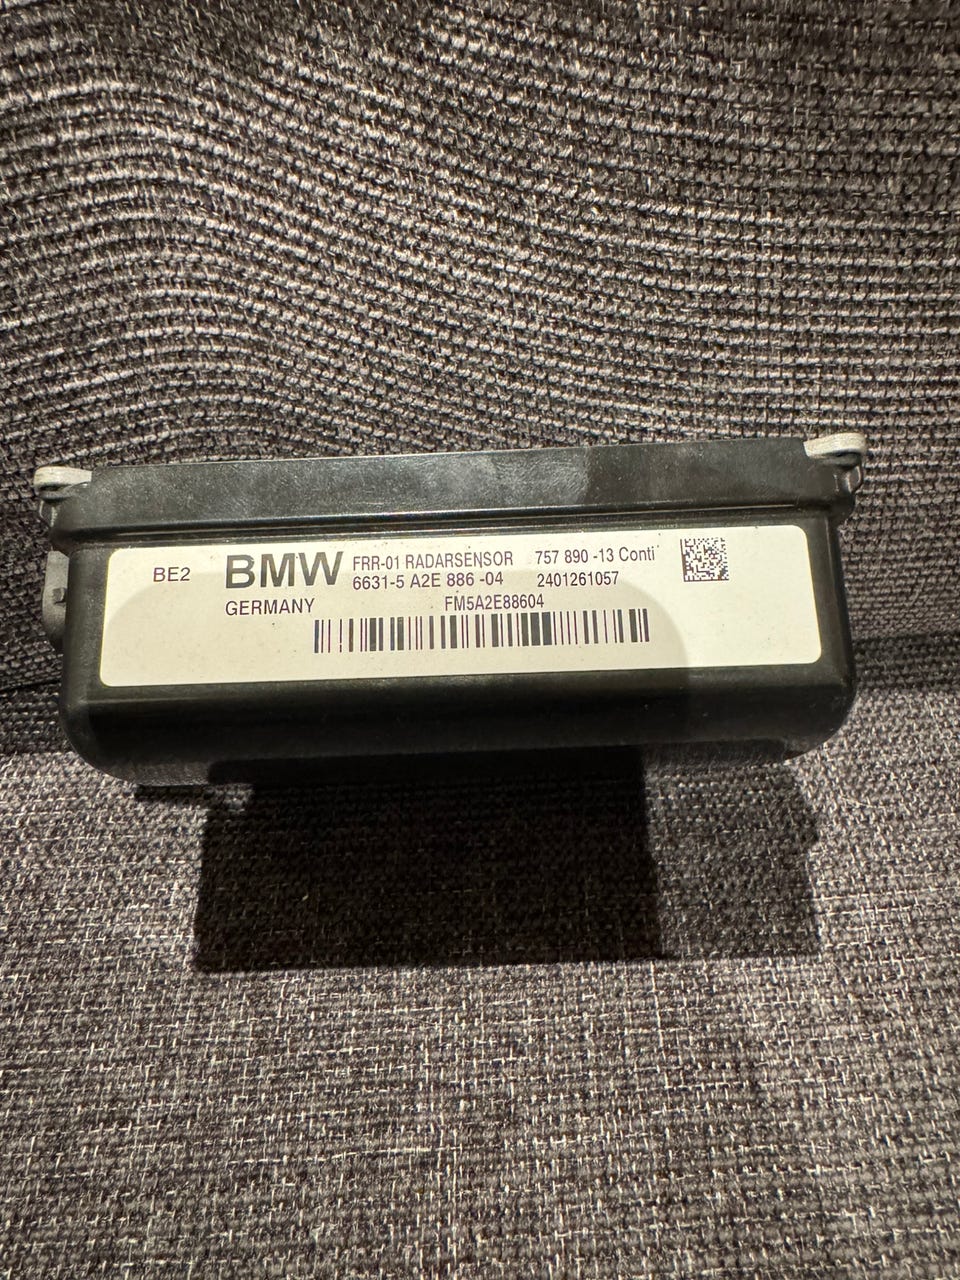 BE2 BMW FRR-01 RADARSENSOR 757 890 -13 Conti
6631-5 A2E 886 -04 2401261057
GERMANY FM5A2E88604